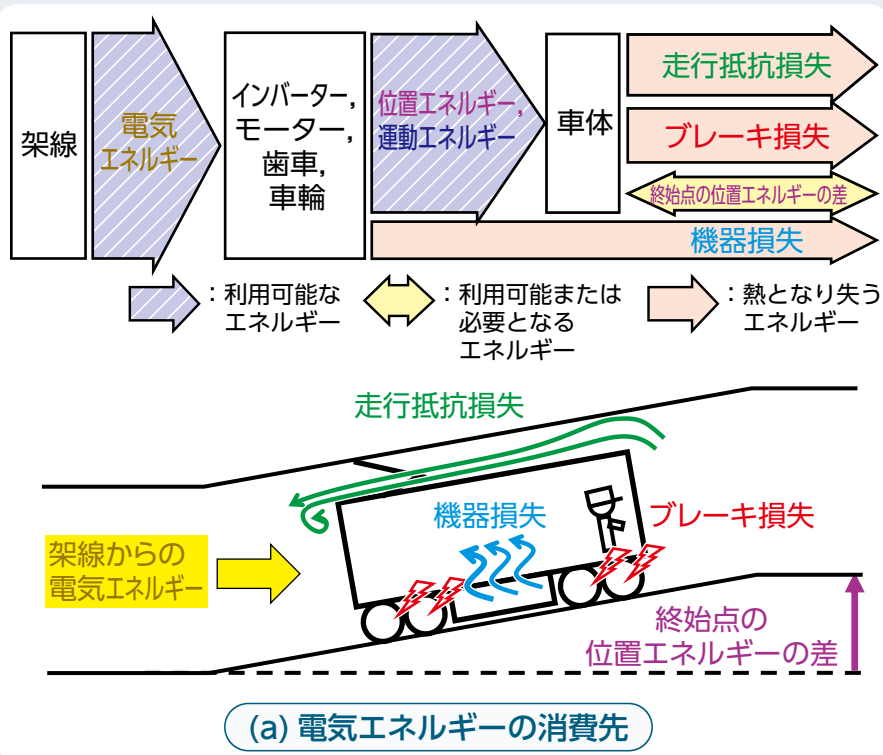 架線
電気
エネルギー
インバーター,
モーター,
歯車,
車輪
位置エネルギー,
運動エネルギー
車体
走行抵抗損失
ブレーキ損失
終始点の位置エネルギーの差
機器損失
：利用可能な
エネルギー
：利用可能または
必要となる
エネルギー
：熱となり失う
エネルギー
走行抵抗損失
機器損失
ブレーキ損失
架線からの
電気エネルギー
終始点の
位置エネルギーの差
(a) 電気エネルギーの消費先